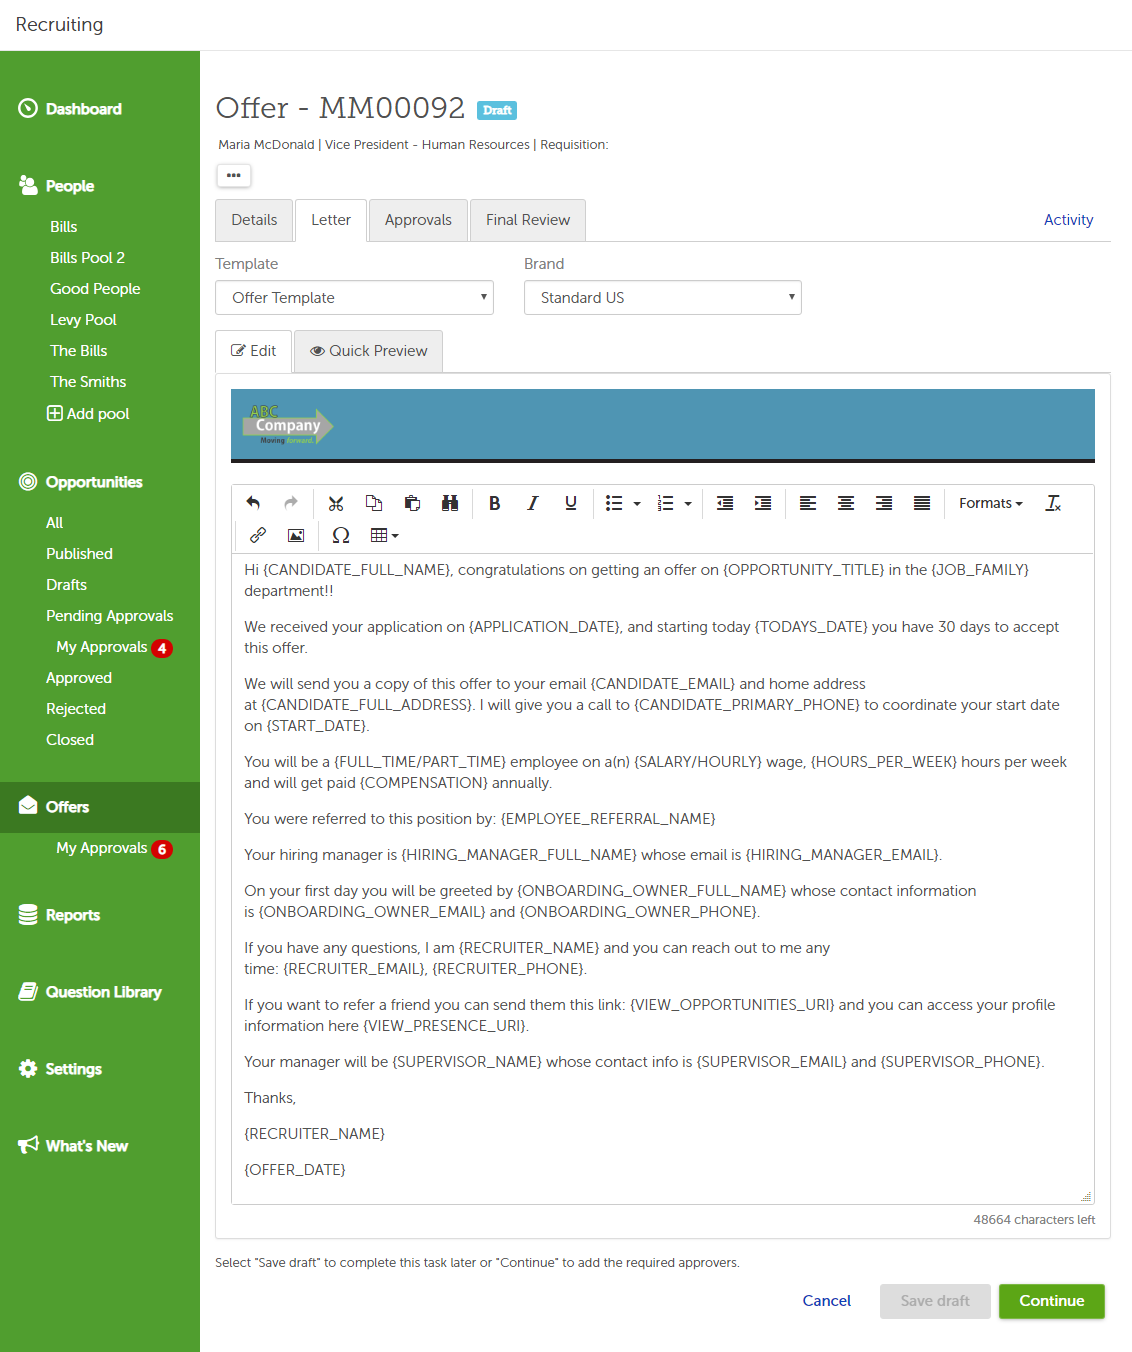 Recruiting
Dashboard
People
Bills
Bills Pool 2
Good People
Levy Pool
The Bills
The Smiths
Add pool
Opportunities
All
Published
Drafts
Pending Approvals
My Approvals 4
Approved
Rejected
Closed
Offers
My Approvals 6
Reports
Question Library
Settings
What's New
Offer - MM00092 Draft
Maria McDonald | Vice President - Human Resources | Requisition:
Details Letter Approvals Final Review Activity
Template Brand
Offer Template Standard US
Edit Quick Preview
ABC
Company
Moving forward.
B I U Formats
Ω
Hi {CANDIDATE_FULL_NAME}, congratulations on getting an offer on {OPPORTUNITY_TITLE} in the {JOB_FAMILY}
department!!
We received your application on {APPLICATION_DATE}, and starting today {TODAYS_DATE} you have 30 days to accept
this offer.
We will send you a copy of this offer to your email {CANDIDATE_EMAIL} and home address
at {CANDIDATE_FULL_ADDRESS}. I will give you a call to {CANDIDATE_PRIMARY_PHONE} to coordinate your start date
on {START_DATE}.
You will be a {FULL_TIME/PART_TIME} employee on a(n) {SALARY/HOURLY} wage, {HOURS_PER_WEEK} hours per week
and will get paid {COMPENSATION} annually.
You were referred to this position by: {EMPLOYEE_REFERRAL_NAME}
Your hiring manager is {HIRING_MANAGER_FULL_NAME} whose email is {HIRING_MANAGER_EMAIL}.
On your first day you will be greeted by {ONBOARDING_OWNER_FULL_NAME} whose contact information
is {ONBOARDING_OWNER_EMAIL} and {ONBOARDING_OWNER_PHONE}.
If you have any questions, I am {RECRUITER_NAME} and you can reach out to me any
time: {RECRUITER_EMAIL}, {RECRUITER_PHONE}.
If you want to refer a friend you can send them this link: {VIEW_OPPORTUNITIES_URI} and you can access your profile
information here {VIEW_PRESENCE_URI}.
Your manager will be {SUPERVISOR_NAME} whose contact info is {SUPERVISOR_EMAIL} and {SUPERVISOR_PHONE}.
Thanks,
{RECRUITER_NAME}
{OFFER_DATE}
48664 characters left
Select "Save draft" to complete this task later or "Continue" to add the required approvers.
Cancel Save draft Continue